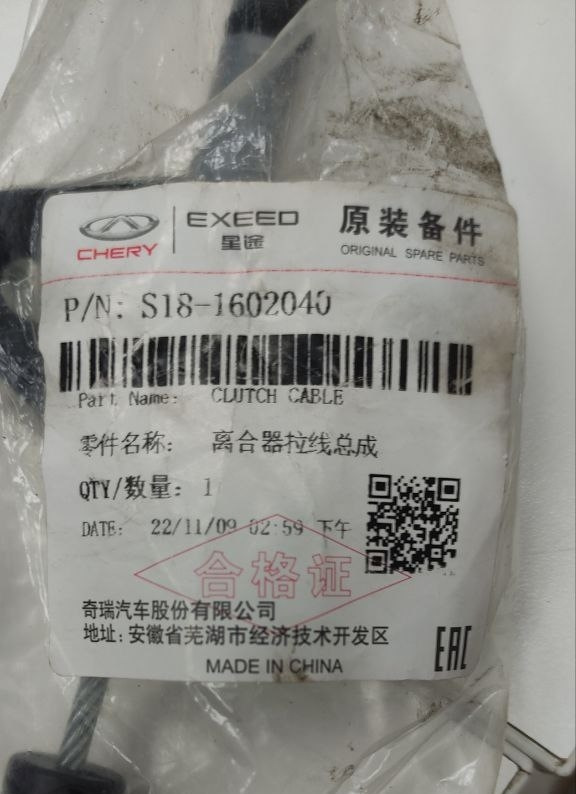 CHERY
EXEED
星途
原装备件
ORIGINAL SPARE PARTS
P/N: S18-1602040
Part Name: CLUTCH CABLE
零件名称: 离合器拉线总成
QTY/数量: 1
DATE: 22/11/09 02:59 下午
合格证
奇瑞汽车股份有限公司
地址:安徽省芜湖市经济技术开发区
MADE IN CHINA
EAC